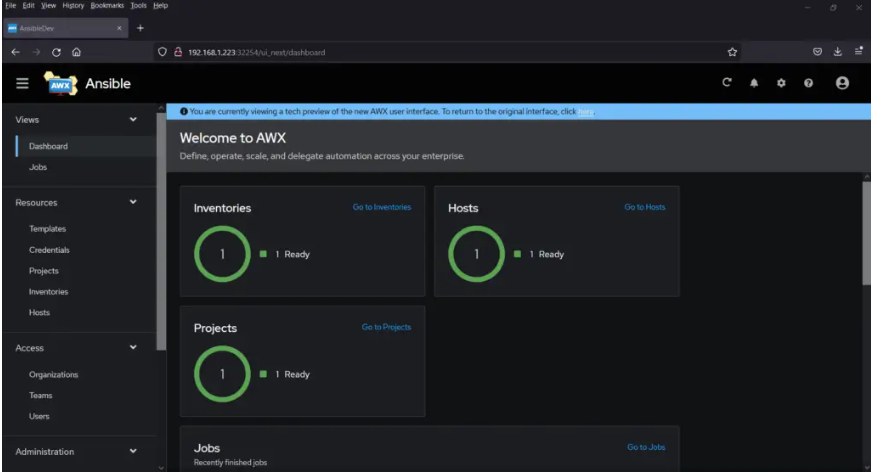 File Edit View History Bookmarks Tools Help
AnsibleDev
192.168.1.223:32254/ui_next/dashboard
AWX Ansible
You are currently viewing a tech preview of the new AWX user interface. To return to the original interface, click here
Views
Dashboard
Jobs
Resources
Templates
Credentials
Projects
Inventories
Hosts
Access
Organizations
Teams
Users
Administration
Welcome to AWX
Define, operate, scale, and delegate automation across your enterprise.
Inventories Go to Inventories
1 1 Ready
Hosts Go to Hosts
1 1 Ready
Projects Go to Projects
1 1 Ready
Jobs Go to Jobs
Recently finished jobs